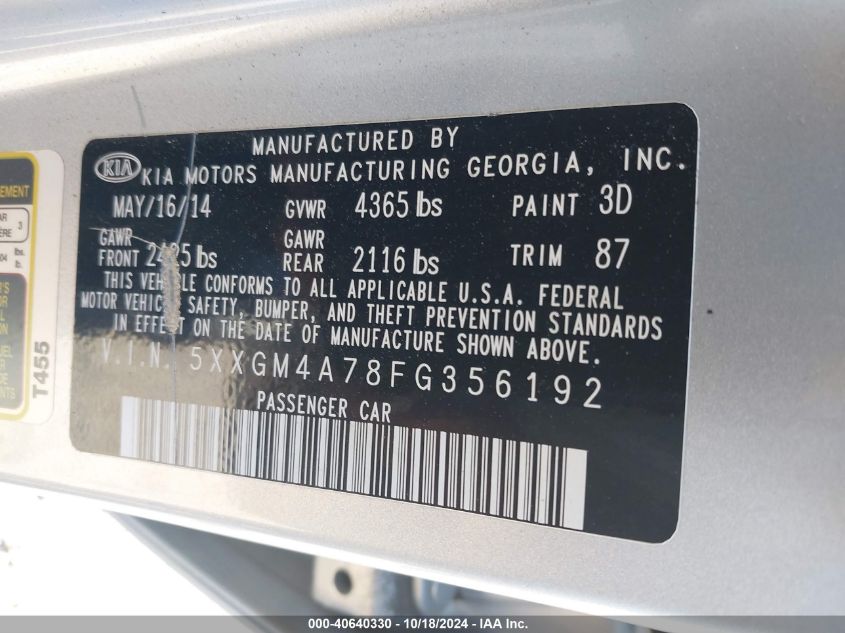 MANUFACTURED BY
KIA KIA MOTORS MANUFACTURING GEORGIA, INC.
MAY/16/14 GVWR 4365 lbs PAINT 3D
GAWR FRONT lbs GAWR REAR 2116 lbs TRIM 87
THIS VEHICLE CONFORMS TO ALL APPLICABLE U.S.A. FEDERAL
MOTOR VEHICLE SAFETY, BUMPER, AND THEFT PREVENTION STANDARDS
IN EFFECT ON THE DATE OF MANUFACTURE SHOWN ABOVE.
V.I.N. 5XXGM4A78FG356192
PASSENGER CAR
T455
3
lbs.
000-40640330 - 10/18/2024 - IAA Inc.